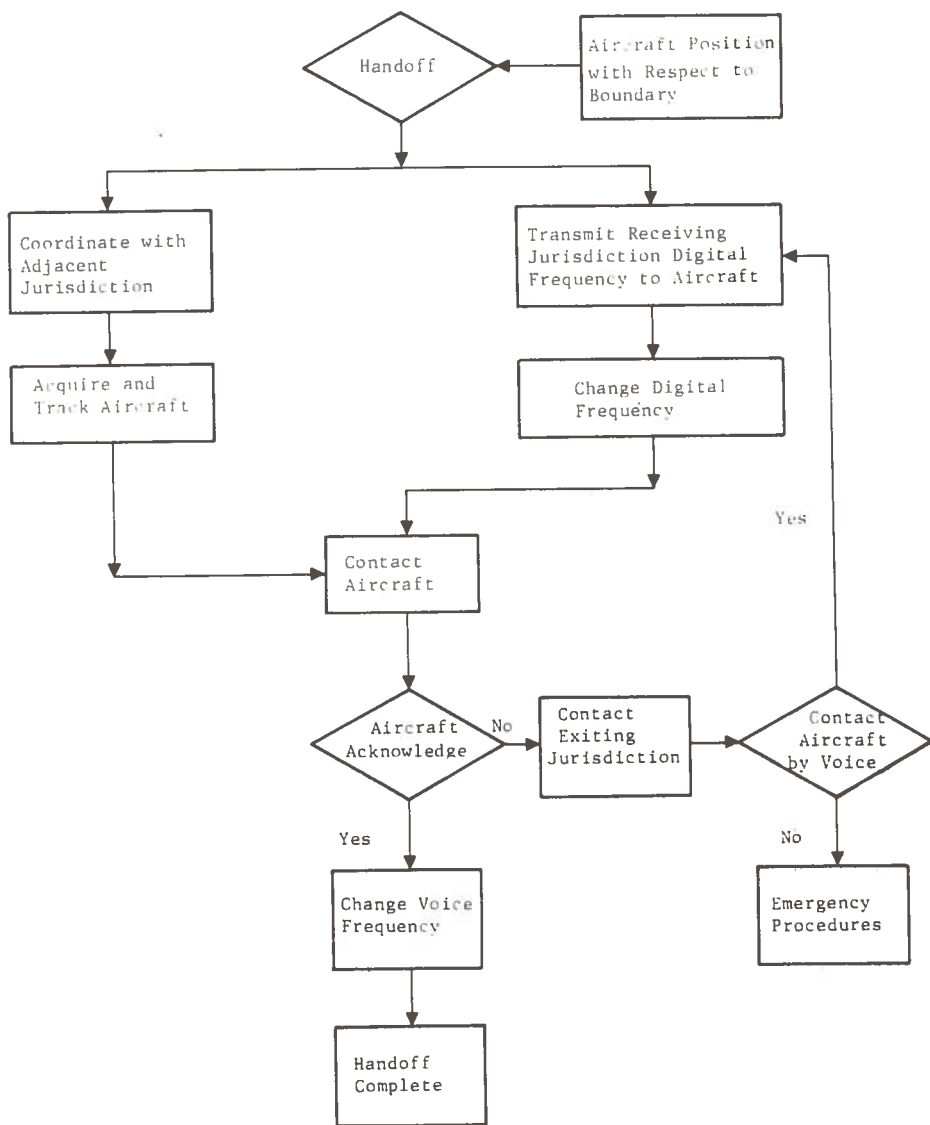 Handoff
Aircraft Position
with Respect to
Boundary
Coordinate with
Adjacent
Jurisdiction
Transmit Receiving
Jurisdiction Digital
Frequency to Aircraft
Acquire and
Track Aircraft
Change Digital
Frequency
Yes
Contact
Aircraft
Aircraft
Acknowledge
No
Contact
Exiting
Jurisdiction
Contact
Aircraft
by Voice
Yes
No
Change Voice
Frequency
Emergency
Procedures
Handoff
Complete